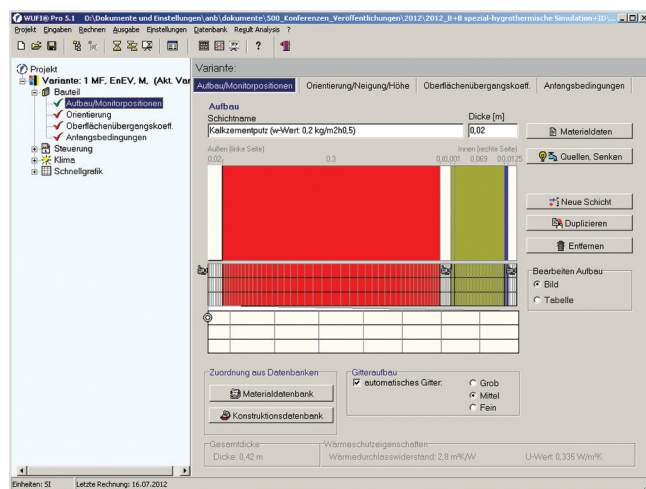 WUFI® Pro 5.1 D:\Dokumente und Einstellungen\anb\dokumente\500_Konferenzen_Veröffentlichungen\2012\2012_B+B spezial-hygrothermische Simulation+ID\...
Projekt Eingaben Rechnen Ausgabe Einstellungen Datenbank Result Analysis ?
Projekt
Variante: 1 MF, EnEV, M, (Akt. Var
Bauteil
Aufbau/Monitorpositionen
Orientierung
Oberflächenübergangskoeff.
Anfangsbedingungen
Steuerung
Klima
Schnellgrafik
Variante:
Aufbau/Monitorpositionen Orientierung/Neigung/Höhe Oberflächenübergangskoeff. Anfangsbedingungen
Aufbau
Schichtname Dicke [m]
Kalkzementputz (w-Wert: 0,2 kg/m2h0,5) 0,02
Materialdaten
Außen (linke Seite) Innen (rechte Seite)
0,02 0,3 0,069
Quellen, Senken
Neue Schicht
Duplizieren
Entfernen
Bearbeiten Aufbau
Bild
Tabelle
Zuordnung aus Datenbanken
Materialdatenbank
Konstruktionsdatenbank
Gitteraufbau
automatisches Gitter:
Grob
Mittel
Fein
Gesamtdicke
Dicke: 0,42 m
Wärmeschutzeigenschaften
Wärmedurchlasswiderstand: 2,8 m²K/W U-Wert: 0,335 W/m²K
Einheiten: SI Letzte Rechnung: 16.07.2012